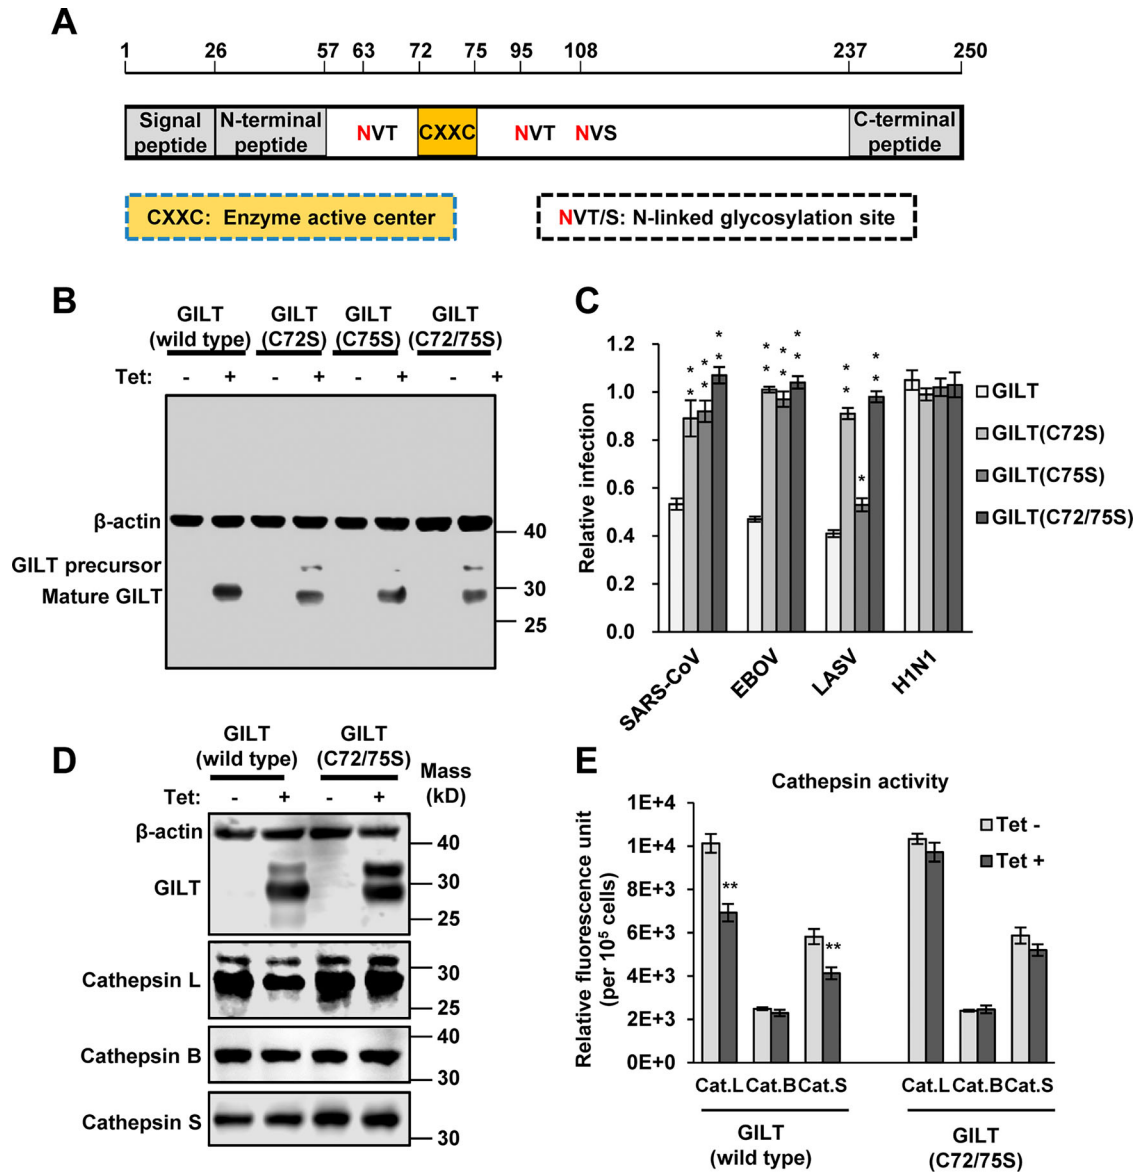 A
1 26 57 63 72 75 95 108 237 250
Signal peptide
N-terminal peptide
NVT
CXXC
NVT
NVS
C-terminal peptide
CXXC: Enzyme active center
NVT/S: N-linked glycosylation site
B
GILT (wild type)
GILT (C72S)
GILT (C75S)
GILT (C72/75S)
Tet: - + - + - + - +
β-actin
GILT precursor
Mature GILT
40
30
25
C
Relative infection
1.2
1.0
0.8
0.6
0.4
0.2
0.0
* * * * * *
* * * * * *
* * * * *
SARS-CoV
EBOV
LASV
H1N1
GILT
GILT(C72S)
GILT(C75S)
GILT(C72/75S)
D
GILT (wild type)
GILT (C72/75S)
Mass (kD)
Tet: - + - +
β-actin
GILT
40
30
25
Cathepsin L
30
25
Cathepsin B
40
30
Cathepsin S
30
E
Cathepsin activity
Relative fluorescence unit
(per 10⁵ cells)
1E+4
1E+4
8E+3
6E+3
4E+3
2E+3
0E+0
**
**
Tet -
Tet +
Cat.L Cat.B Cat.S
Cat.L Cat.B Cat.S
GILT
(wild type)
GILT
(C72/75S)